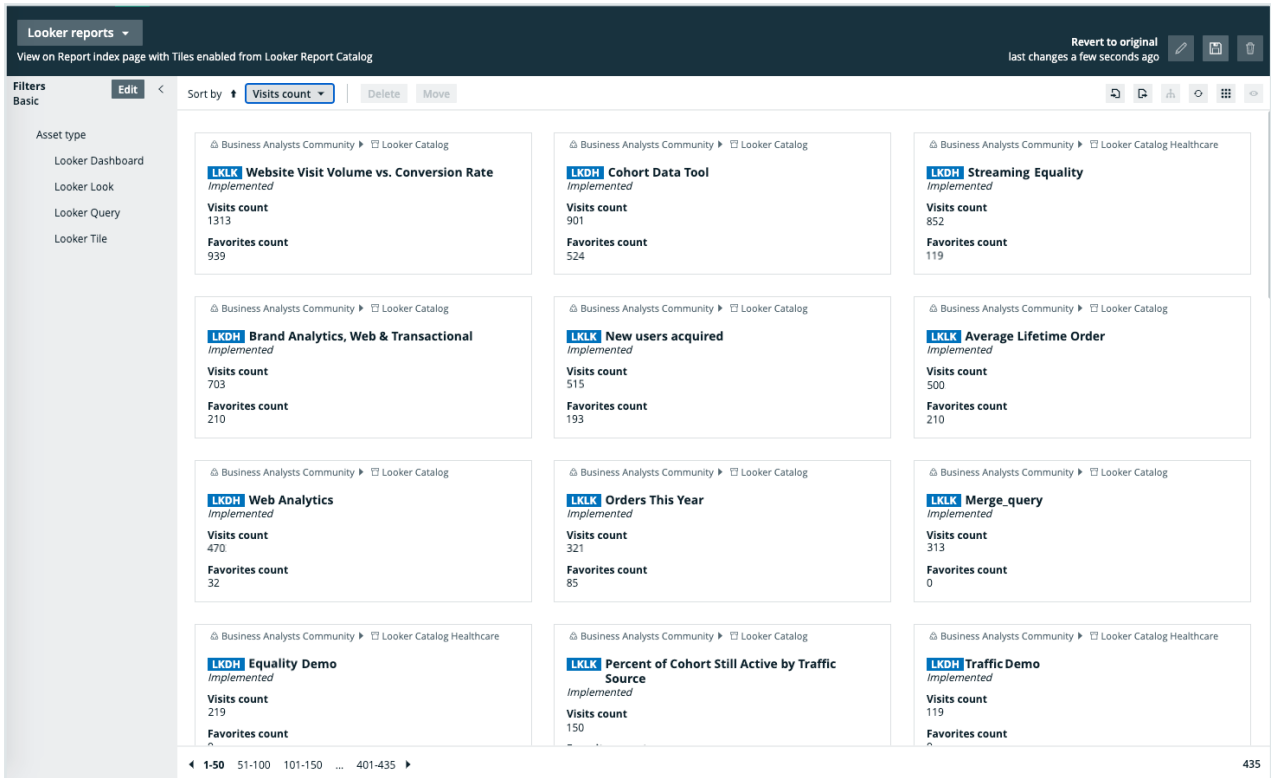 Looker reports
View on Report index page with Tiles enabled from Looker Report Catalog
Revert to original
last changes a few seconds ago
Filters
Basic
Edit
Asset type
Looker Dashboard
Looker Look
Looker Query
Looker Tile
Sort by
Visits count
Delete
Move
Business Analysts Community Looker Catalog
LKLK Website Visit Volume vs. Conversion Rate
Implemented
Visits count
1313
Favorites count
939
Business Analysts Community Looker Catalog
LKDH Cohort Data Tool
Implemented
Visits count
901
Favorites count
524
Business Analysts Community Looker Catalog Healthcare
LKDH Streaming Equality
Implemented
Visits count
852
Favorites count
119
Business Analysts Community Looker Catalog
LKDH Brand Analytics, Web & Transactional
Implemented
Visits count
703
Favorites count
210
Business Analysts Community Looker Catalog
LKLK New users acquired
Implemented
Visits count
515
Favorites count
193
Business Analysts Community Looker Catalog
LKLK Average Lifetime Order
Implemented
Visits count
500
Favorites count
210
Business Analysts Community Looker Catalog
LKDH Web Analytics
Implemented
Visits count
470
Favorites count
32
Business Analysts Community Looker Catalog
LKLK Orders This Year
Implemented
Visits count
321
Favorites count
85
Business Analysts Community Looker Catalog
LKLK Merge_query
Implemented
Visits count
313
Favorites count
0
Business Analysts Community Looker Catalog Healthcare
LKDH Equality Demo
Implemented
Visits count
219
Favorites count
Business Analysts Community Looker Catalog
LKLK Percent of Cohort Still Active by Traffic
Source
Implemented
Visits count
150
Business Analysts Community Looker Catalog Healthcare
LKDH Traffic Demo
Implemented
Visits count
119
Favorites count
1-50 51-100 101-150 ... 401-435
435